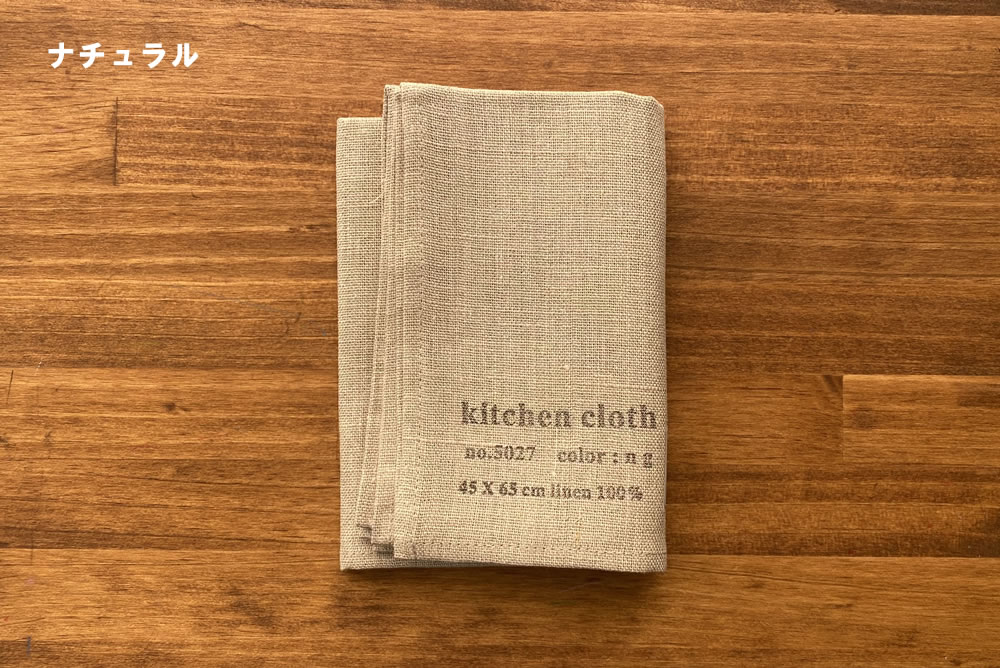 ナチュラル
kitchen cloth
no.5027 color : n g
45 X 65 cm linen 100%